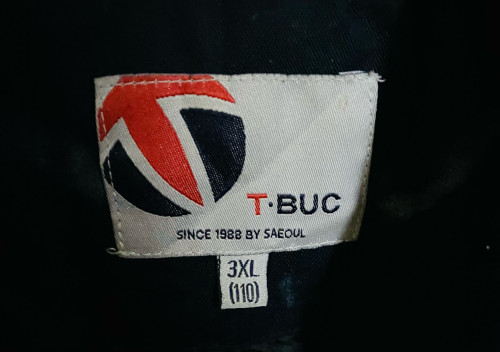 T·BUC
SINCE 1988 BY SAEOUL
3XL
(110)